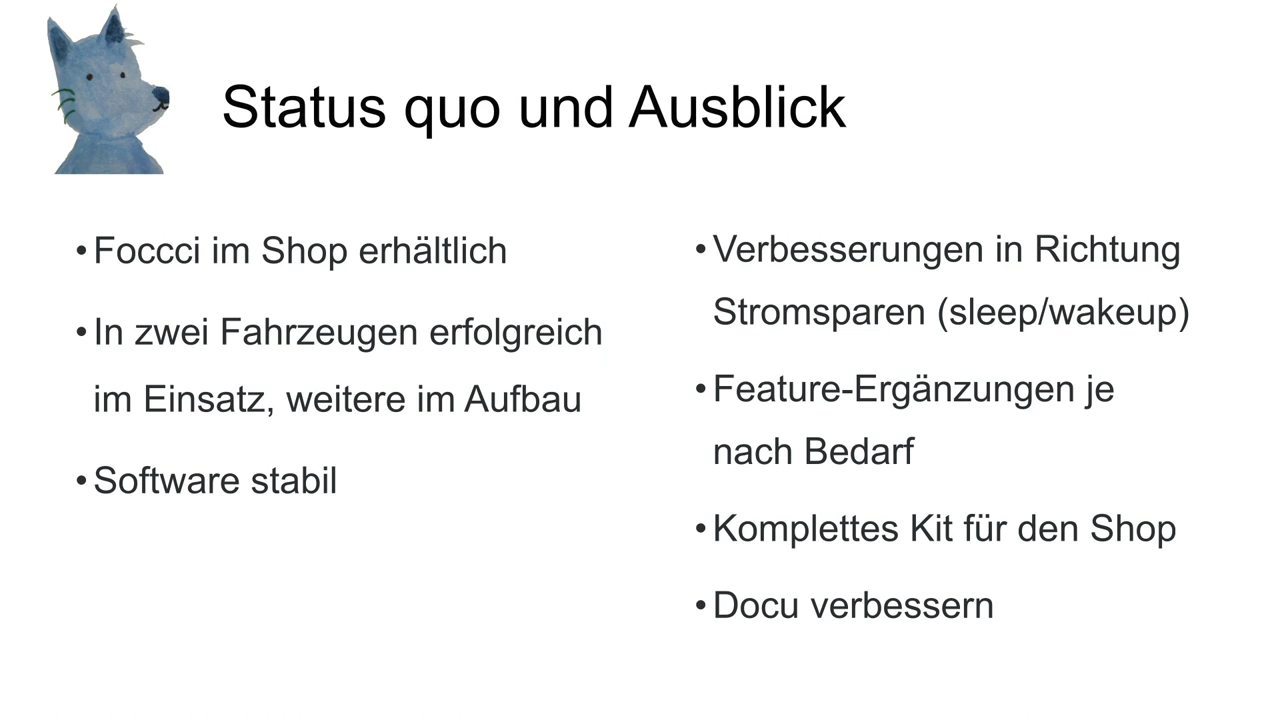 Status quo und Ausblick
•Foccci im Shop erhältlich
•In zwei Fahrzeugen erfolgreich
im Einsatz, weitere im Aufbau
•Software stabil
•Verbesserungen in Richtung
Stromsparen (sleep/wakeup)
•Feature-Ergänzungen je
nach Bedarf
•Komplettes Kit für den Shop
•Docu verbessern